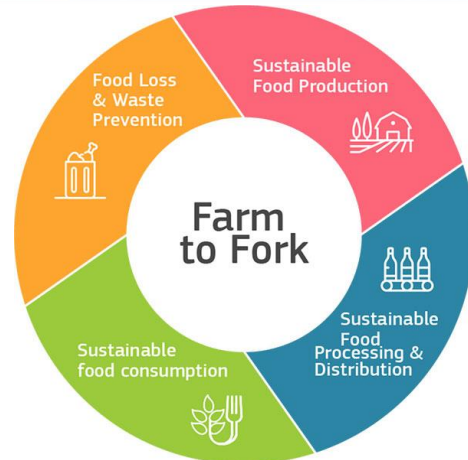 Food Loss
& Waste
Prevention
Sustainable
Food Production
Farm
to Fork
Sustainable
Food
Processing &
Distribution
Sustainable
food consumption